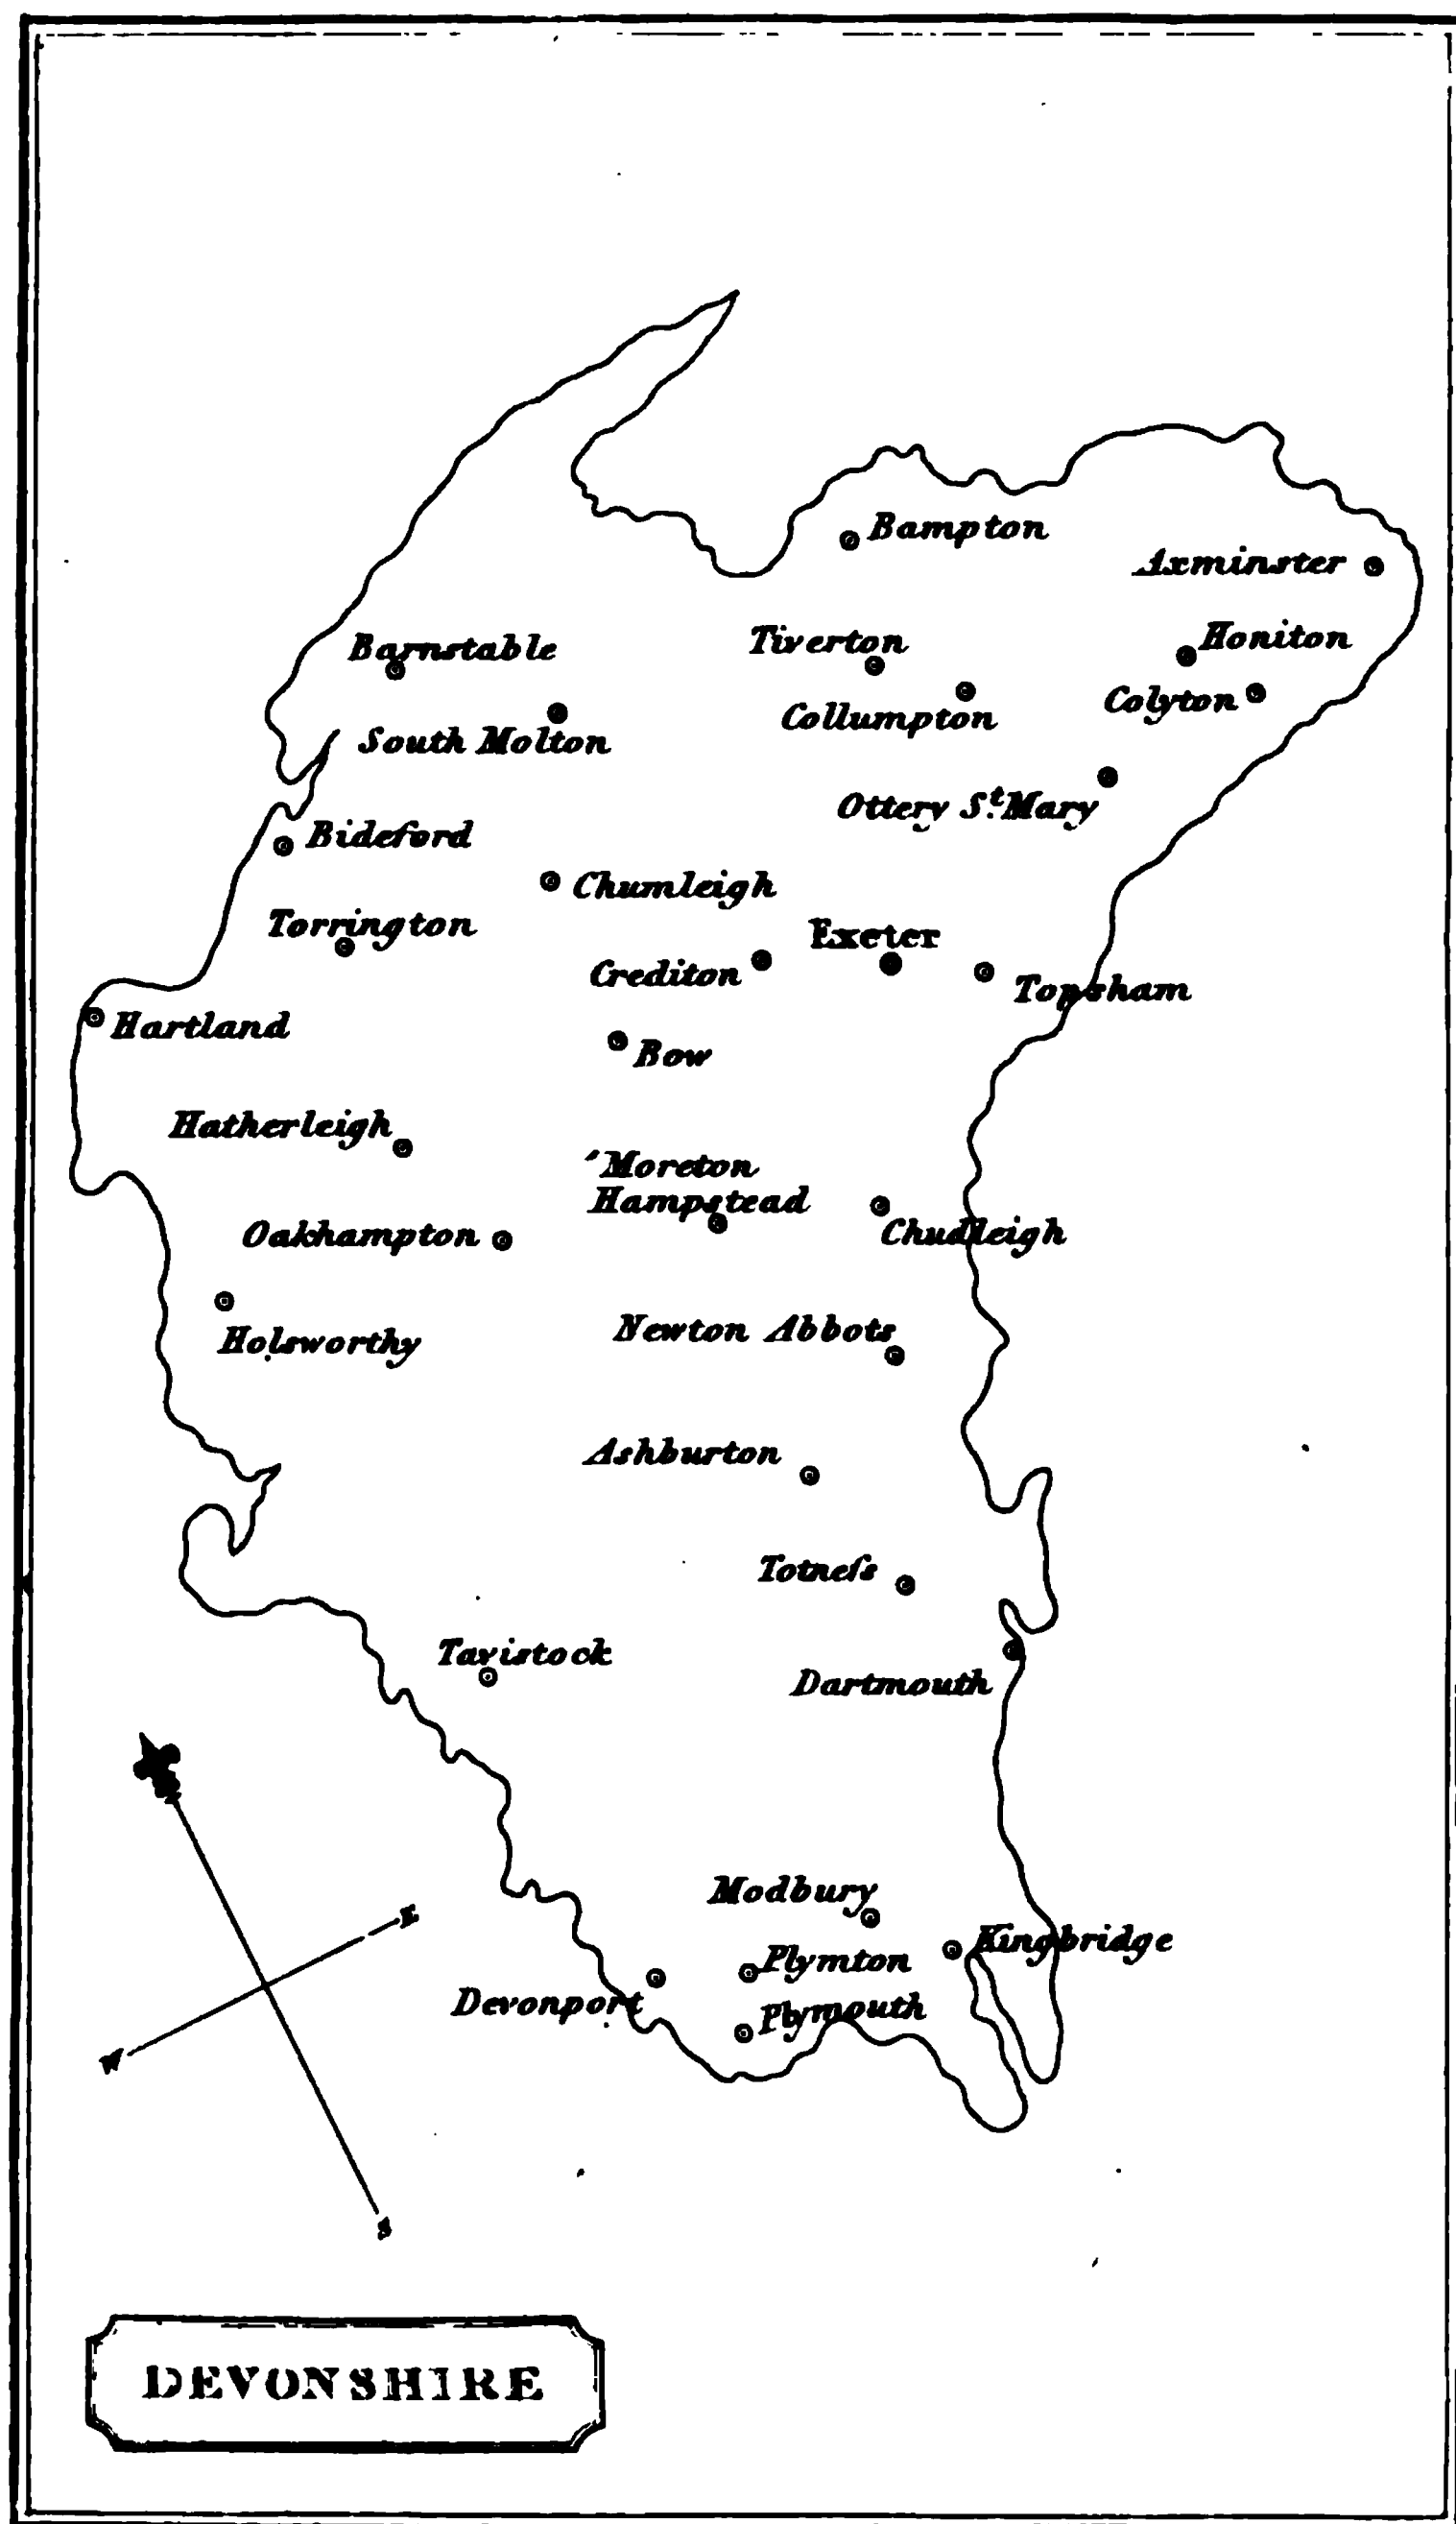 Bampton
Axminster
Barnstable
Tiverton
Honiton
Collumpton
Colyton
South Molton
Ottery St. Mary
Bideford
Chumleigh
Torrington
Exeter
Crediton
Topsham
Hartland
Bow
Hatherleigh
Moreton
Hampstead
Oakhampton
Chudleigh
Holsworthy
Newton Abbots
Ashburton
Totneſs
Tavistock
Dartmouth
Modbury
Kingbridge
Plymton
Devonport
Plymouth
N
E
W
S
DEVONSHIRE